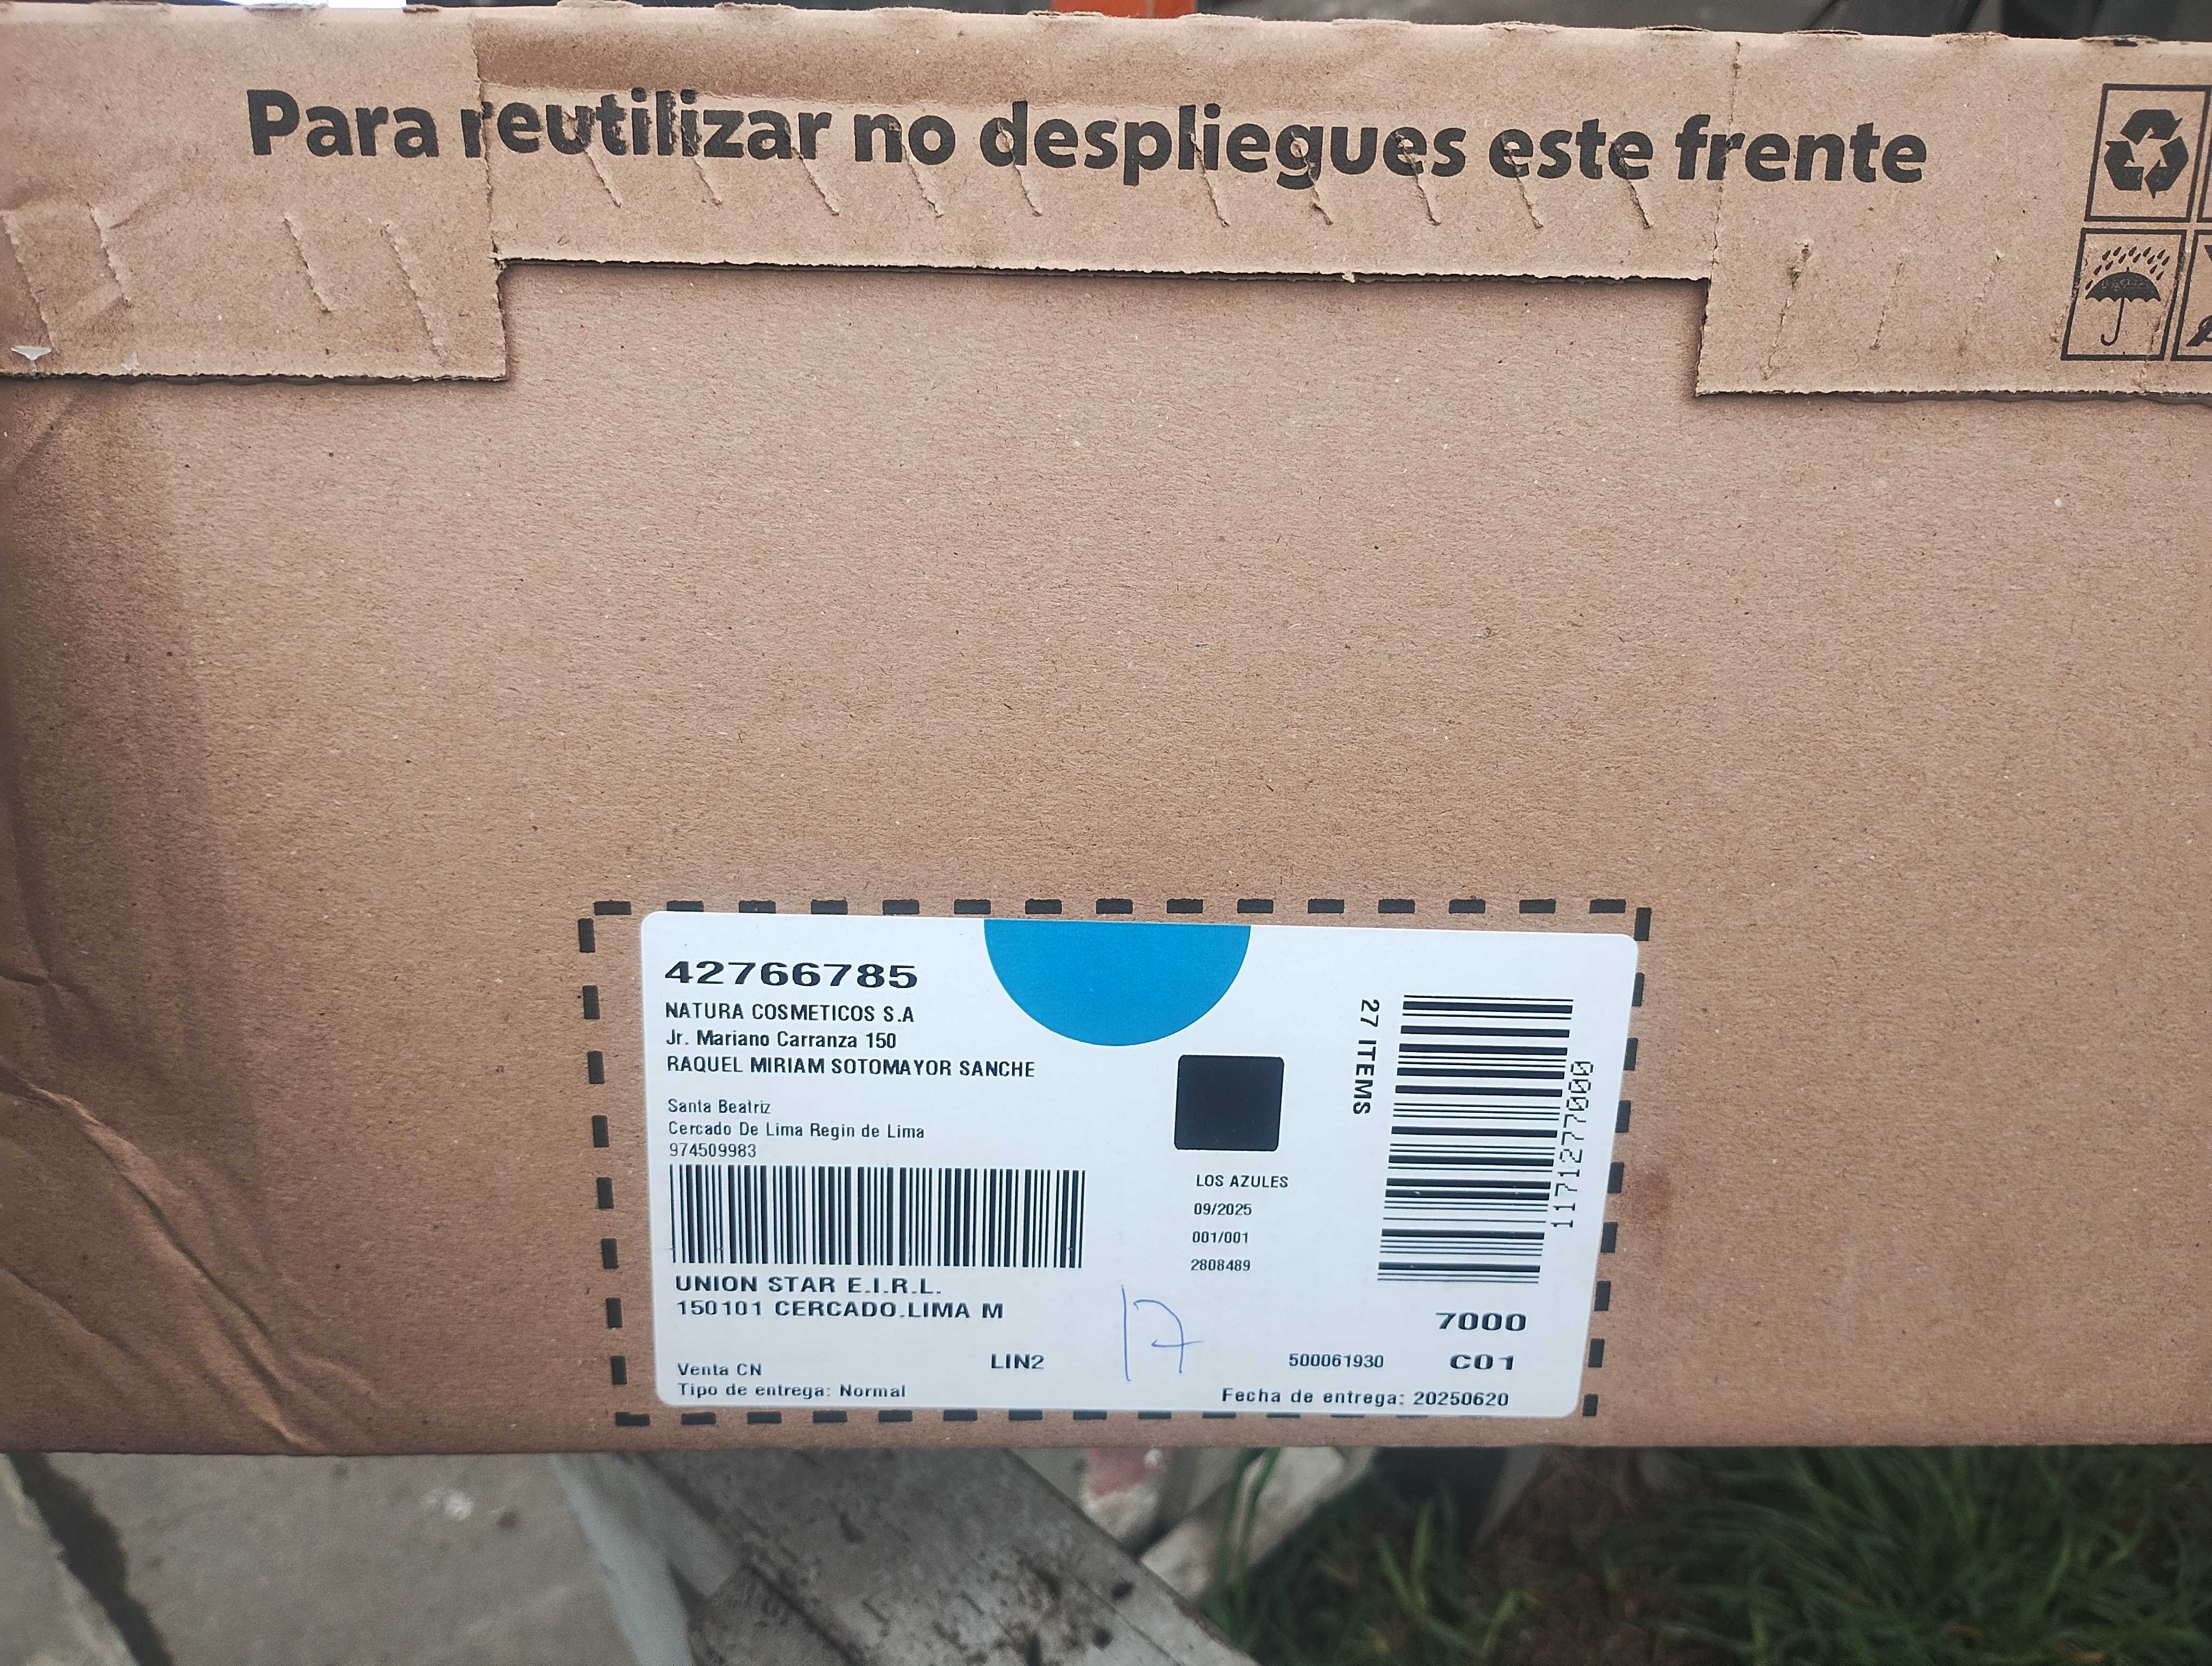 Para reutilizar no despliegues este frente
42766785
NATURA COSMETICOS S.A
Jr. Mariano Carranza 150
RAQUEL MIRIAM SOTOMAYOR SANCHE
Santa Beatriz
Cercado De Lima Regin de Lima
974509983
UNION STAR E.I.R.L.
150101 CERCADO.LIMA M
Venta CN
Tipo de entrega: Normal
LIN2
17
LOS AZULES
09/2025
001/001
2808489
27 ITEMS
1171277000
7000
500061930
C01
Fecha de entrega: 20250620